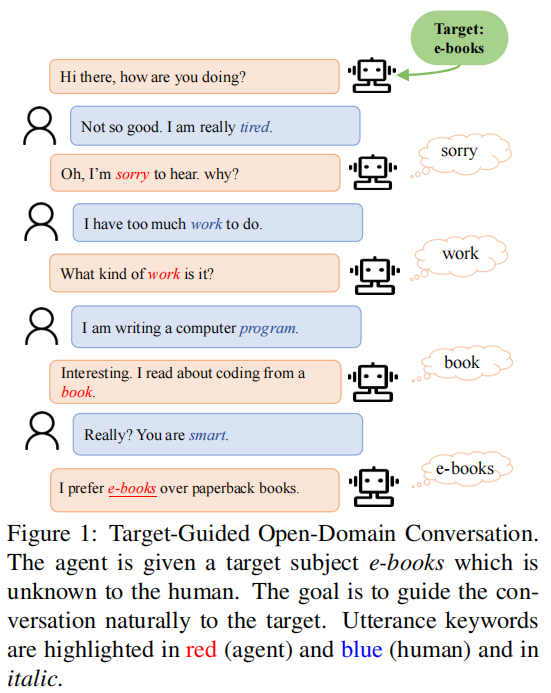 Target:
e-books
Hi there, how are you doing?
Not so good. I am really tired.
sorry
Oh, I'm sorry to hear. why?
I have too much work to do.
work
What kind of work is it?
I am writing a computer program.
book
Interesting. I read about coding from a
book.
Really? You are smart.
e-books
I prefer e-books over paperback books.
Figure 1: Target-Guided Open-Domain Conversation.
The agent is given a target subject e-books which is
unknown to the human. The goal is to guide the con-
versation naturally to the target. Utterance keywords
are highlighted in red (agent) and blue (human) and in
italic.